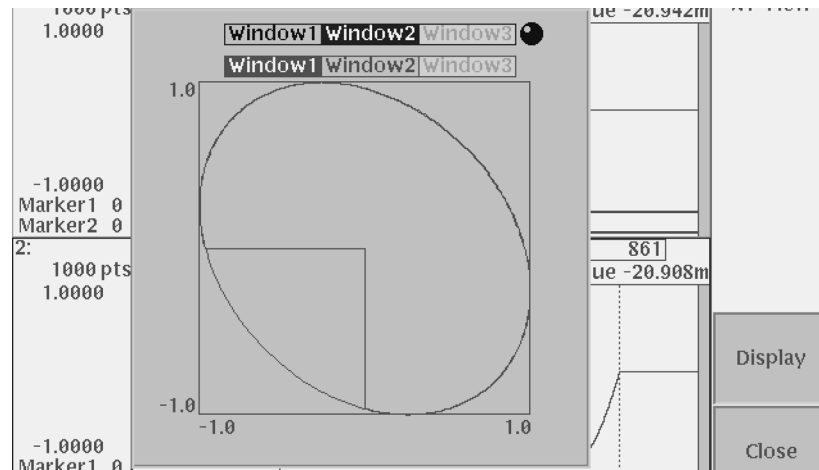 1000 pts
ue -20.942m
1.0000
Window1 Window2 Window3
Window1 Window2 Window3
1.0
-1.0000
Marker1 0
Marker2 0
2:
861
1000 pts
ue -20.908m
1.0000
Display
-1.0
-1.0
1.0
-1.0000
Close
Marker1 0